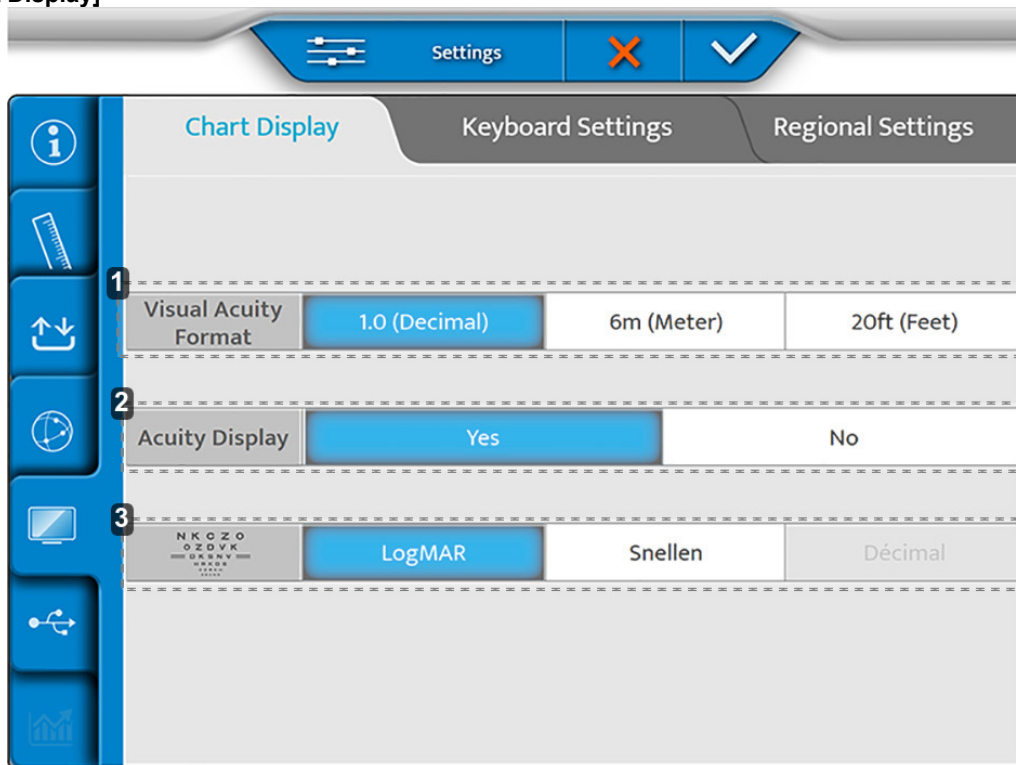 Display]
Settings
Chart Display
Keyboard Settings
Regional Settings
1
Visual Acuity
Format
1.0 (Decimal)
6m (Meter)
20ft (Feet)
2
Acuity Display
Yes
No
3
N K C Z O
O Z D V K
D K S N V
LogMAR
Snellen
Décimal